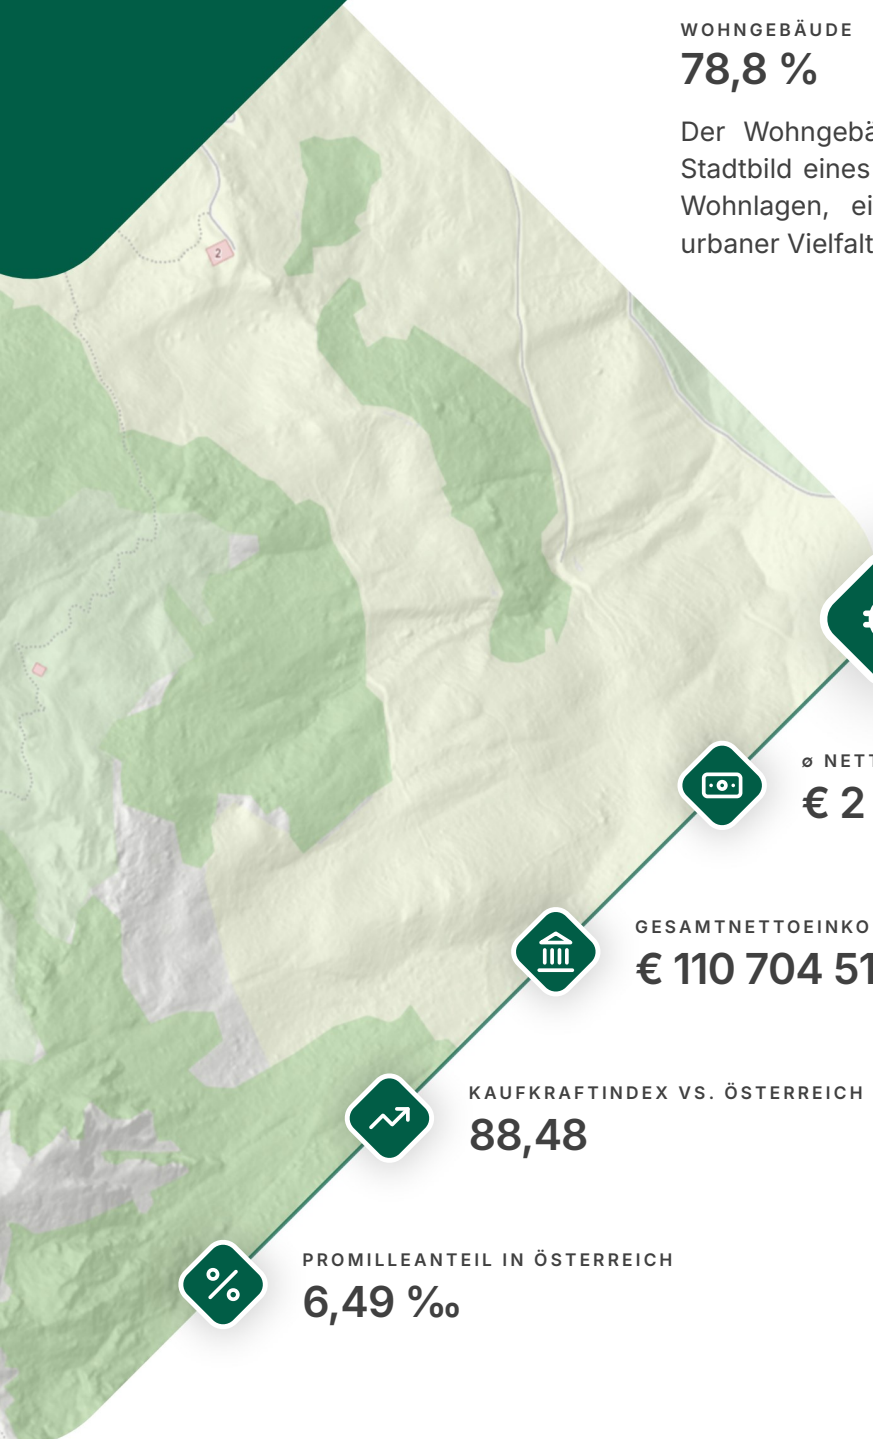 WOHNGEBÄUDE
78,8 %
Der Wohngebä
Stadtbild eines
Wohnlagen, ei
urbaner Vielfalt
2
ø NETT
€ 2
GESAMTNETTOEINKO
€ 110 704 51
KAUFKRAFTINDEX VS. ÖSTERREICH
88,48
PROMILLEANTEIL IN ÖSTERREICH
6,49 ‰